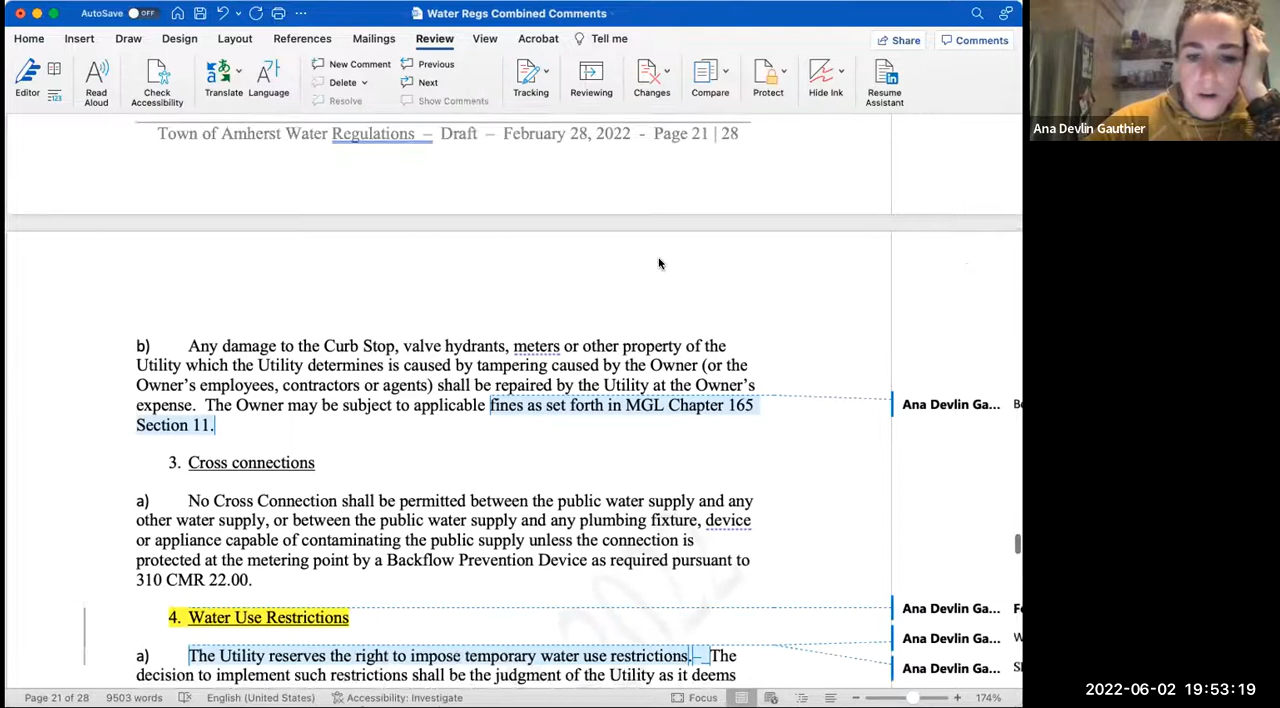 AutoSave OFF
Water Regs Combined Comments
Home Insert Draw Design Layout References Mailings Review View Editor Acrobat Tell me
Share Comments
New Comment Previous
Delete Next
Resolve Show Comments
Editor Read Aloud Check Accessibility Translate Language Tracking Reviewing Changes Compare Protect Hide Ink Resume Assistant
Ana Devlin Gauthier
Town of Amherst Water Regulations – Draft – February 28, 2022 - Page 21 | 28
b) Any damage to the Curb Stop, valve hydrants, meters or other property of the
Utility which the Utility determines is caused by tampering caused by the Owner (or the
Owner's employees, contractors or agents) shall be repaired by the Utility at the Owner's
expense. The Owner may be subject to applicable fines as set forth in MGL Chapter 165
Section 11.
Ana Devlin Ga...
3. Cross connections
a) No Cross Connection shall be permitted between the public water supply and any
other water supply, or between the public water supply and any plumbing fixture, device
or appliance capable of contaminating the public supply unless the connection is
protected at the metering point by a Backflow Prevention Device as required pursuant to
310 CMR 22.00.
4. Water Use Restrictions
Ana Devlin Ga...
Ana Devlin Ga...
a) The Utility reserves the right to impose temporary water use restrictions. The
Ana Devlin Ga...
decision to implement such restrictions shall be the judgment of the Utility as it deems
Page 21 of 28 9503 words English (United States) Accessibility: Investigate Focus 174%
2022-06-02 19:53:19